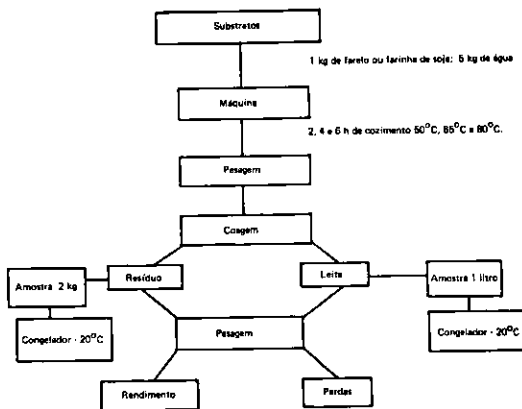 Substratos
1 kg de farelo ou farinha de soja; 5 kg de água
Máquina
2, 4 e 6 h de cozimento 50°C, 65°C e 80°C.
Pesagem
Coagem
Resíduo
Leite
Amostra 2 kg
Amostra 1 litro
Pesagem
Congelador - 20°C
Congelador - 20°C
Rendimento
Perdas